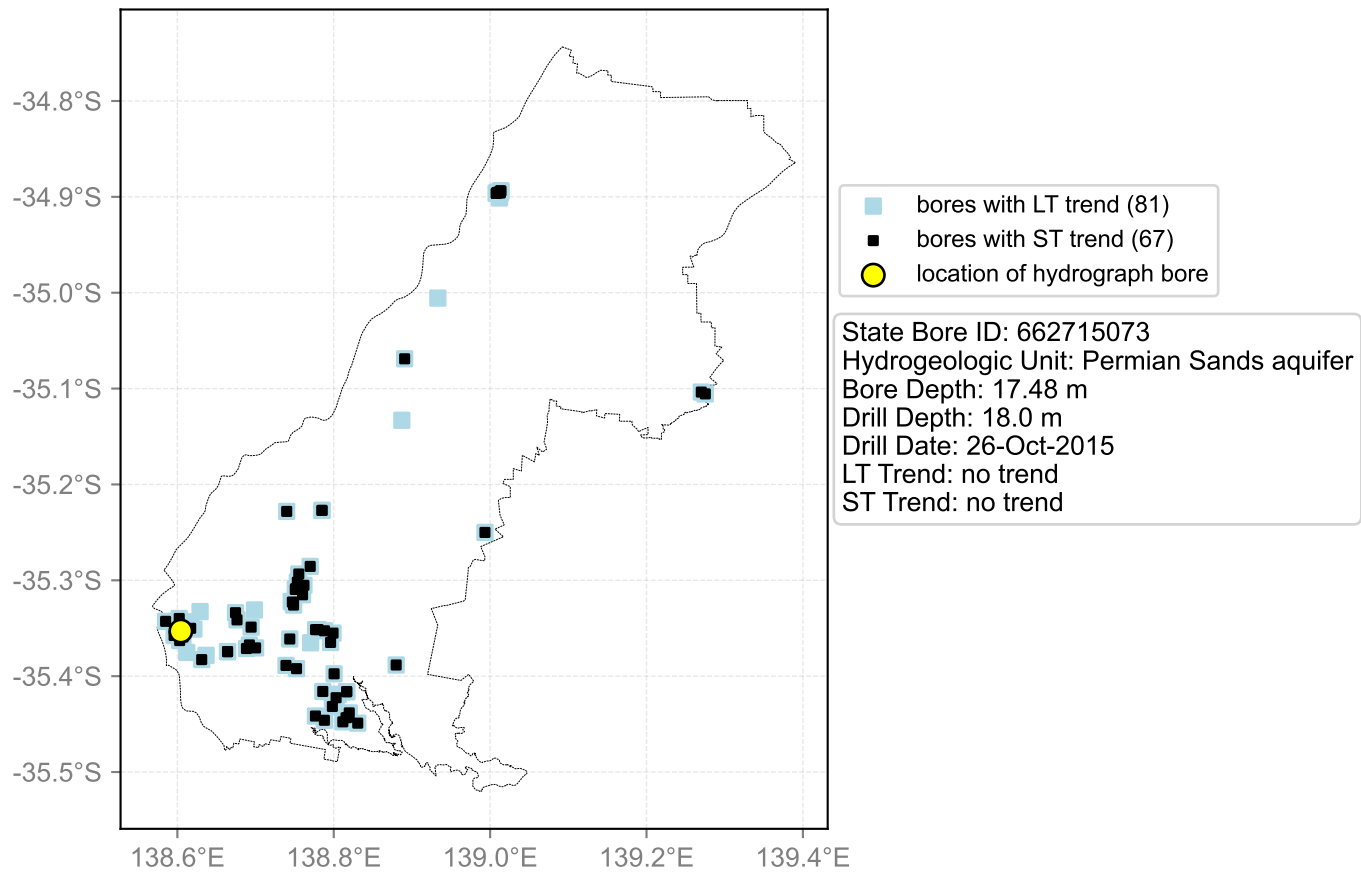 -34.8°S
-34.9°S
-35.0°S
-35.1°S
-35.2°S
-35.3°S
-35.4°S
-35.5°S
138.6°E
138.8°E
139.0°E
139.2°E
139.4°E
bores with LT trend (81)
bores with ST trend (67)
location of hydrograph bore
State Bore ID: 662715073
Hydrogeologic Unit: Permian Sands aquifer
Bore Depth: 17.48 m
Drill Depth: 18.0 m
Drill Date: 26-Oct-2015
LT Trend: no trend
ST Trend: no trend